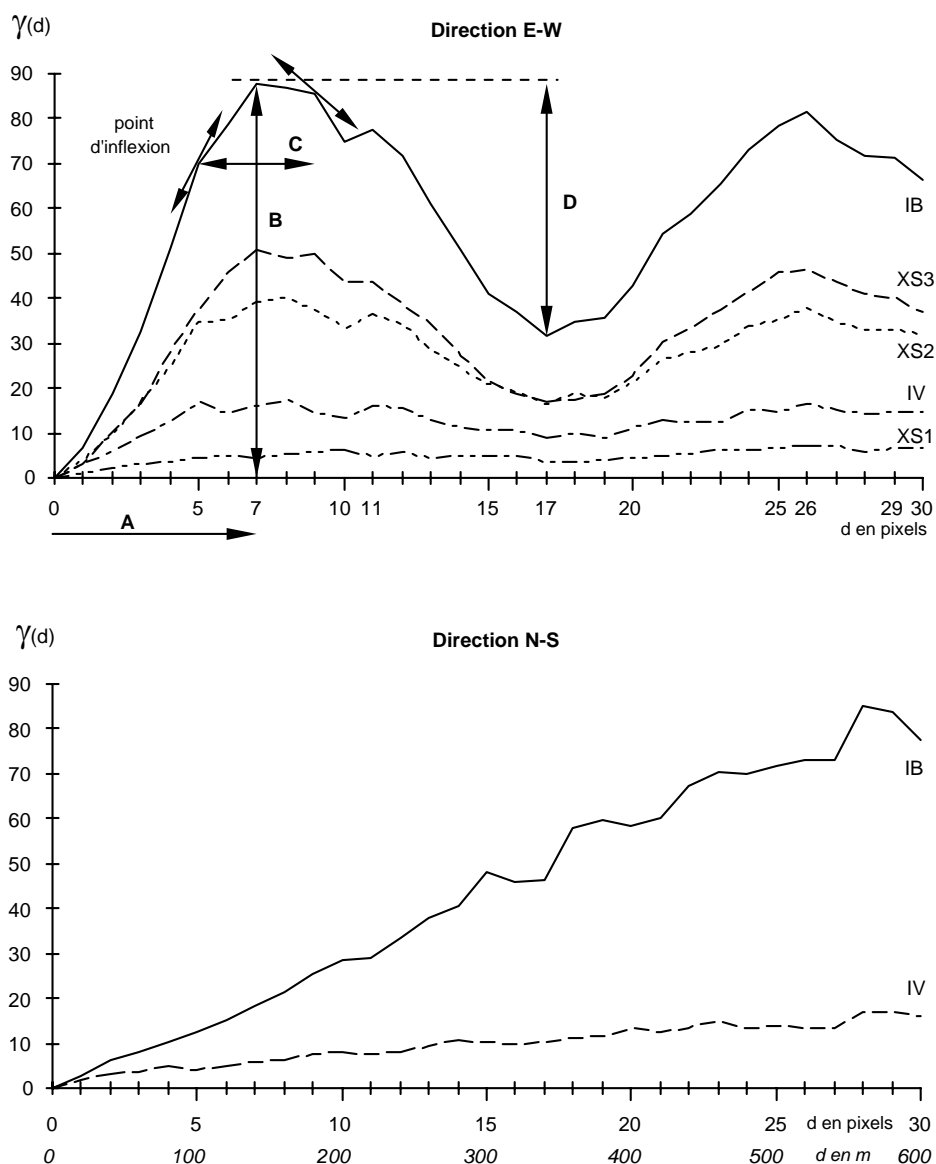 γ(d)
Direction E-W
90
80
70
60
50
40
30
20
10
0
point
d'inflexion
C
B
D
IB
XS3
XS2
IV
XS1
0 5 7 10 11 15 17 20 25 26 29 30
A
d en pixels
γ(d)
Direction N-S
90
80
70
60
50
40
30
20
10
0
IB
IV
0 5 10 15 20 25 d en pixels 30
0 100 200 300 400 500 d en m 600